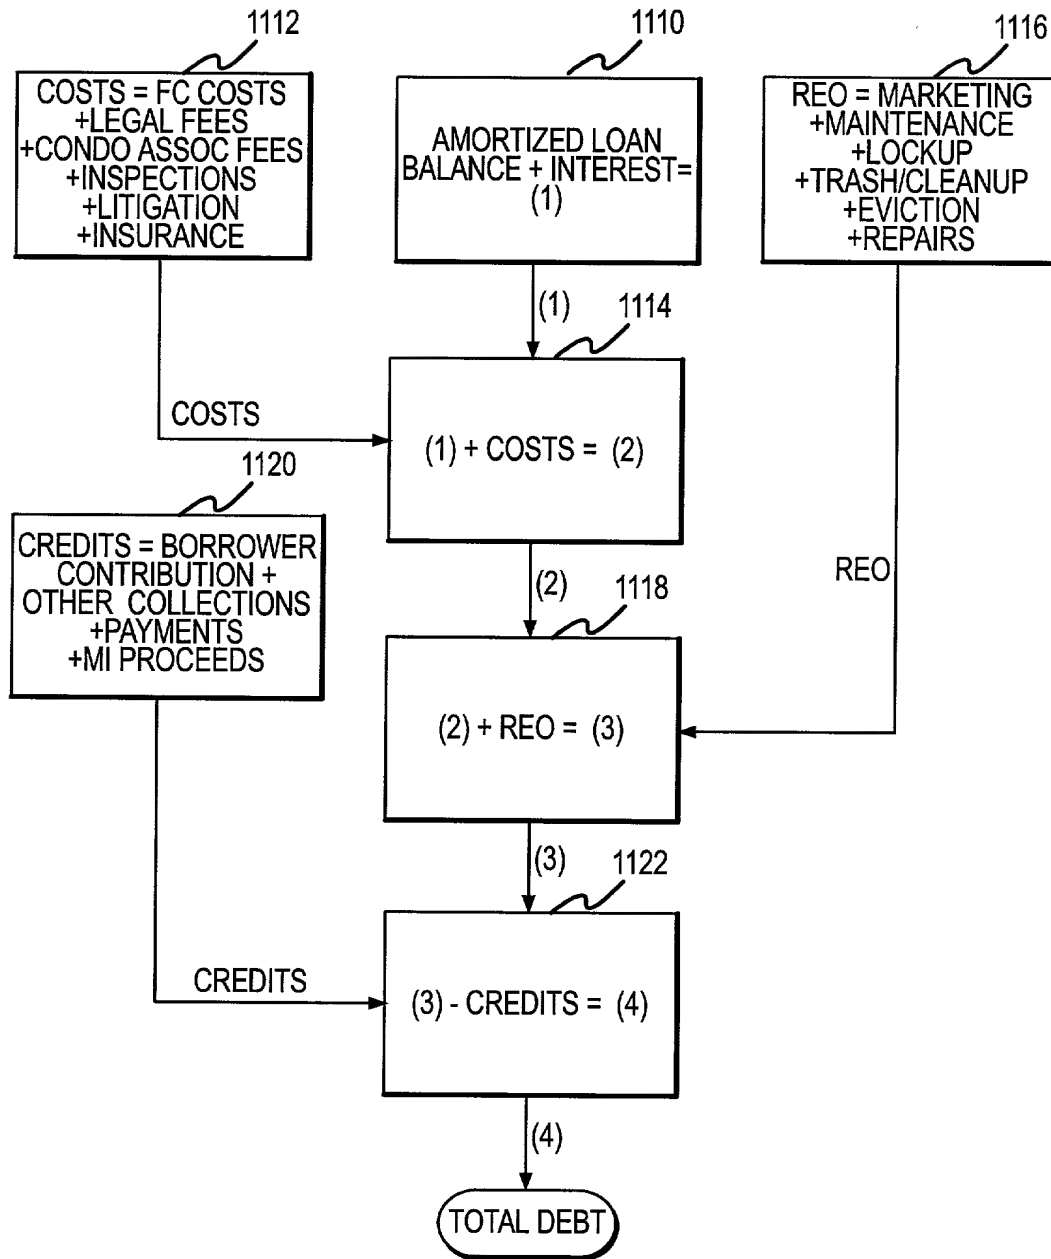 1112
COSTS = FC COSTS
+LEGAL FEES
+CONDO ASSOC FEES
+INSPECTIONS
+LITIGATION
+INSURANCE
1110
AMORTIZED LOAN
BALANCE + INTEREST=
(1)
1116
REO = MARKETING
+MAINTENANCE
+LOCKUP
+TRASH/CLEANUP
+EVICTION
+REPAIRS
(1)
1114
COSTS
(1) + COSTS = (2)
1120
CREDITS = BORROWER
CONTRIBUTION +
OTHER COLLECTIONS
+PAYMENTS
+MI PROCEEDS
(2)
1118
REO
(2) + REO = (3)
(3)
1122
CREDITS
(3) - CREDITS = (4)
(4)
TOTAL DEBT